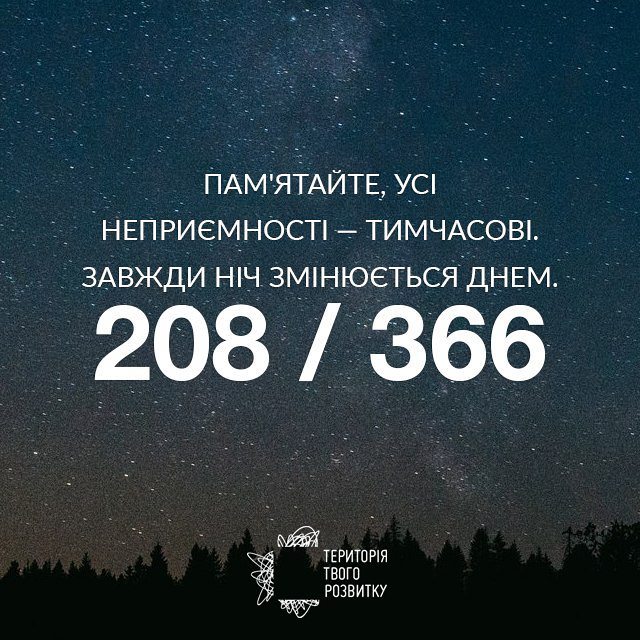 ПАМ'ЯТАЙТЕ, УСІ
НЕПРИЄМНОСТІ — ТИМЧАСОВІ.
ЗАВЖДИ НІЧ ЗМІНЮЄТЬСЯ ДНЕМ.
208 / 366
ТЕРИТОРІЯ
ТВОГО
РОЗВИТКУ